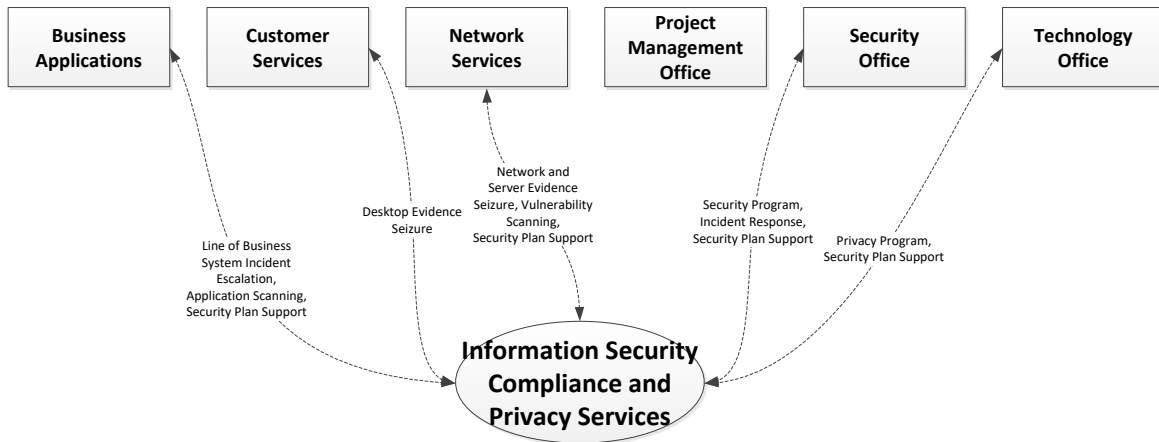 Business
Applications
Customer
Services
Network
Services
Project
Management
Office
Security
Office
Technology
Office
Network and
Server Evidence
Seizure, Vulnerability
Scanning,
Security Plan Support
Desktop Evidence
Seizure
Security Program,
Incident Response,
Security Plan Support
Privacy Program,
Security Plan Support
Line of Business
System Incident
Escalation,
Application Scanning,
Security Plan Support
Information Security
Compliance and
Privacy Services